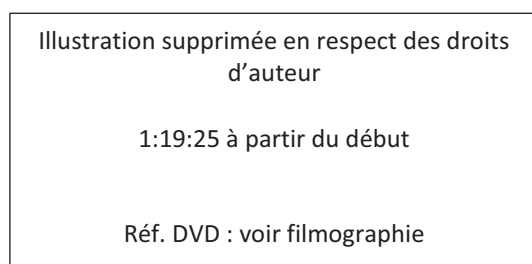 Illustration supprimée en respect des droits
d’auteur
1:19:25 à partir du début
Réf. DVD : voir filmographie